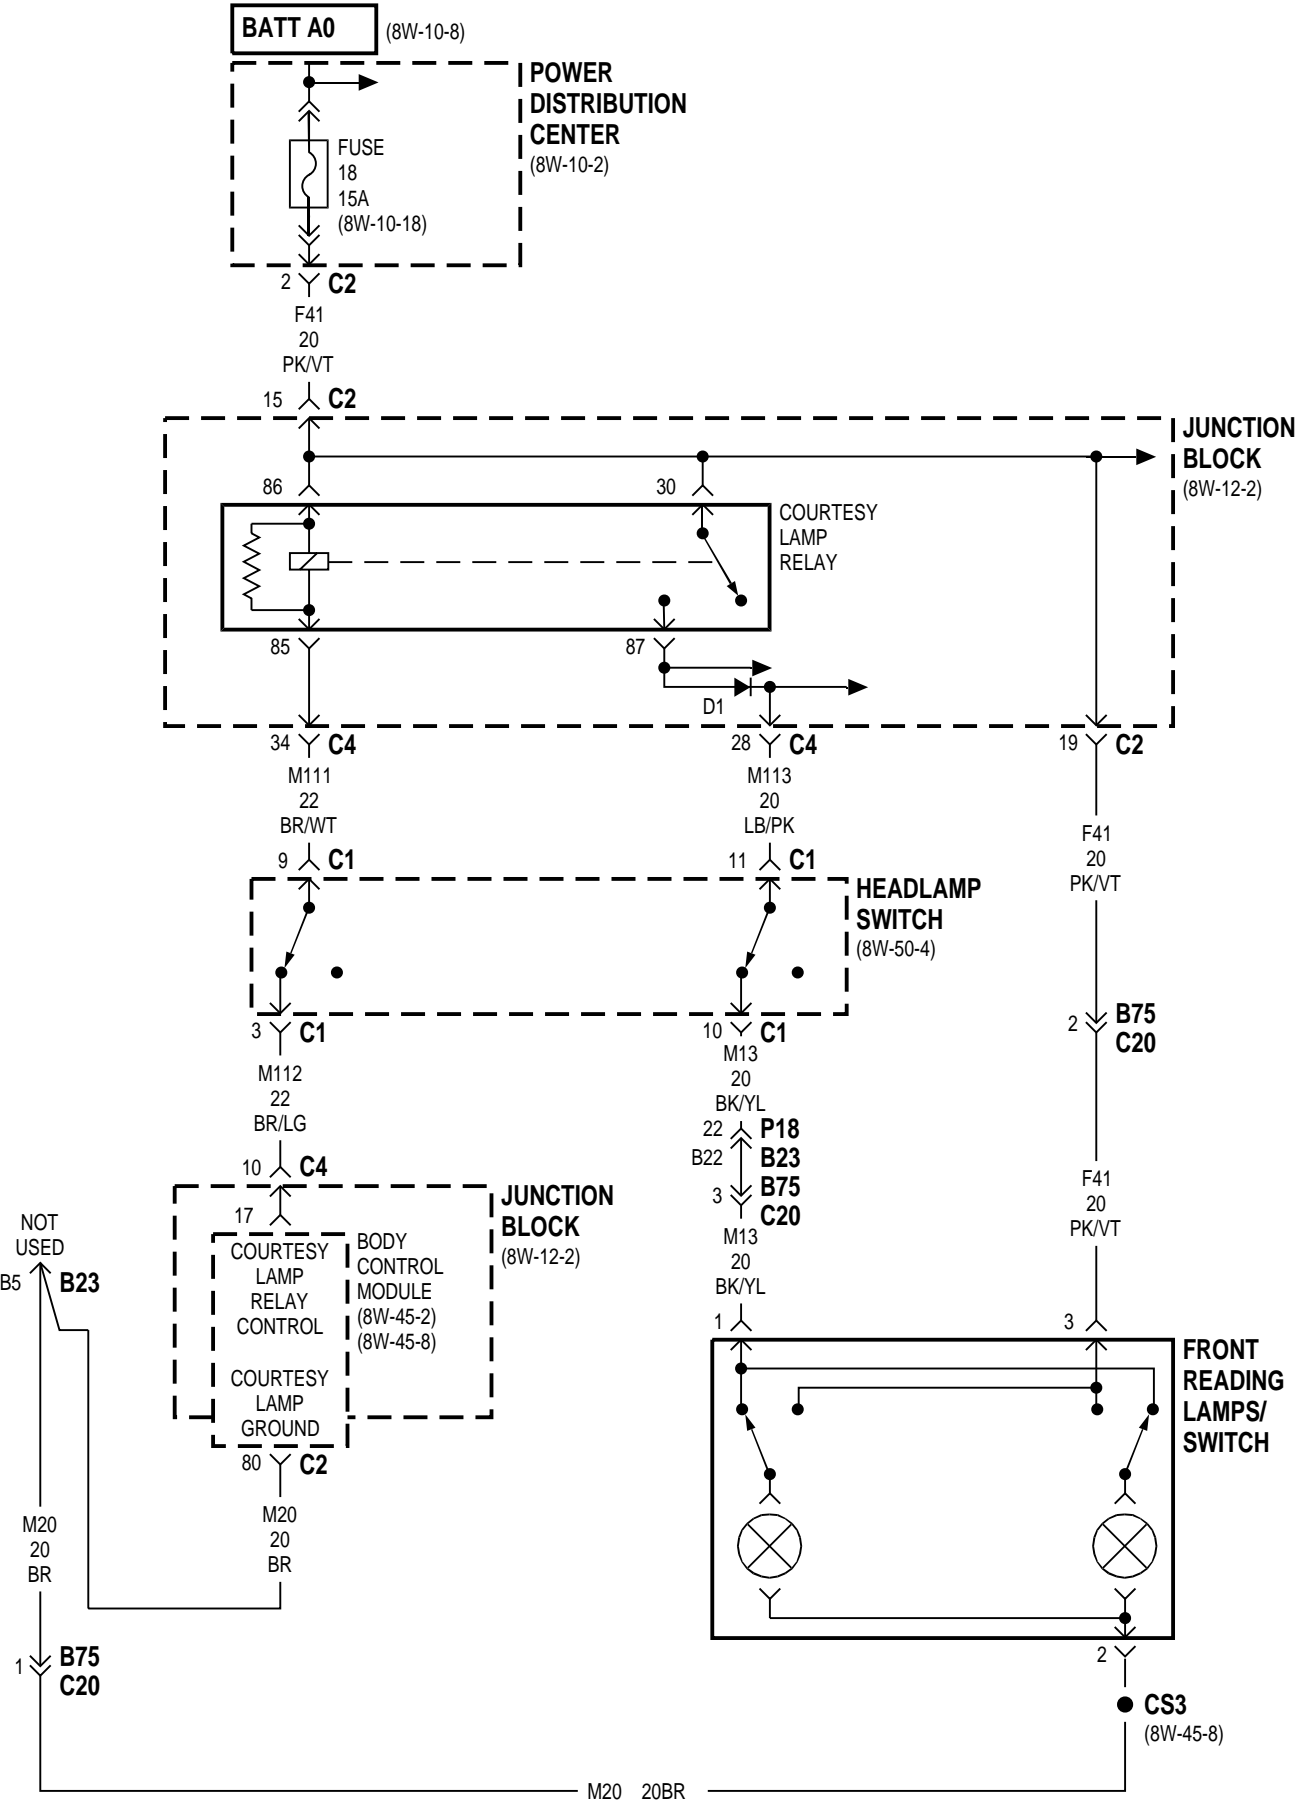 BATT A0 (8W-10-8)
POWER
DISTRIBUTION
CENTER
(8W-10-2)
FUSE
18
15A
(8W-10-18)
2 C2
F41
20
PK/VT
15 C2
JUNCTION
BLOCK
(8W-12-2)
86 30
COURTESY
LAMP
RELAY
85 87
D1
34 C4 28 C4 19 C2
M111
22
BR/WT
M113
20
LB/PK
F41
20
PK/VT
9 C1 11 C1
HEADLAMP
SWITCH
(8W-50-4)
3 C1 10 C1
2 B75
C20
M112
22
BR/LG
M13
20
BK/YL
22 P18
B22 B23
3 B75
C20
M13
20
BK/YL
F41
20
PK/VT
10 C4
JUNCTION
BLOCK
(8W-12-2)
17
COURTESY
LAMP
RELAY
CONTROL
BODY
CONTROL
MODULE
(8W-45-2)
(8W-45-8)
COURTESY
LAMP
GROUND
80 C2
M20
20
BR
NOT
USED
B5 B23
M20
20
BR
1 B75
C20
1 3
FRONT
READING
LAMPS/
SWITCH
2
CS3
(8W-45-8)
M20 20BR